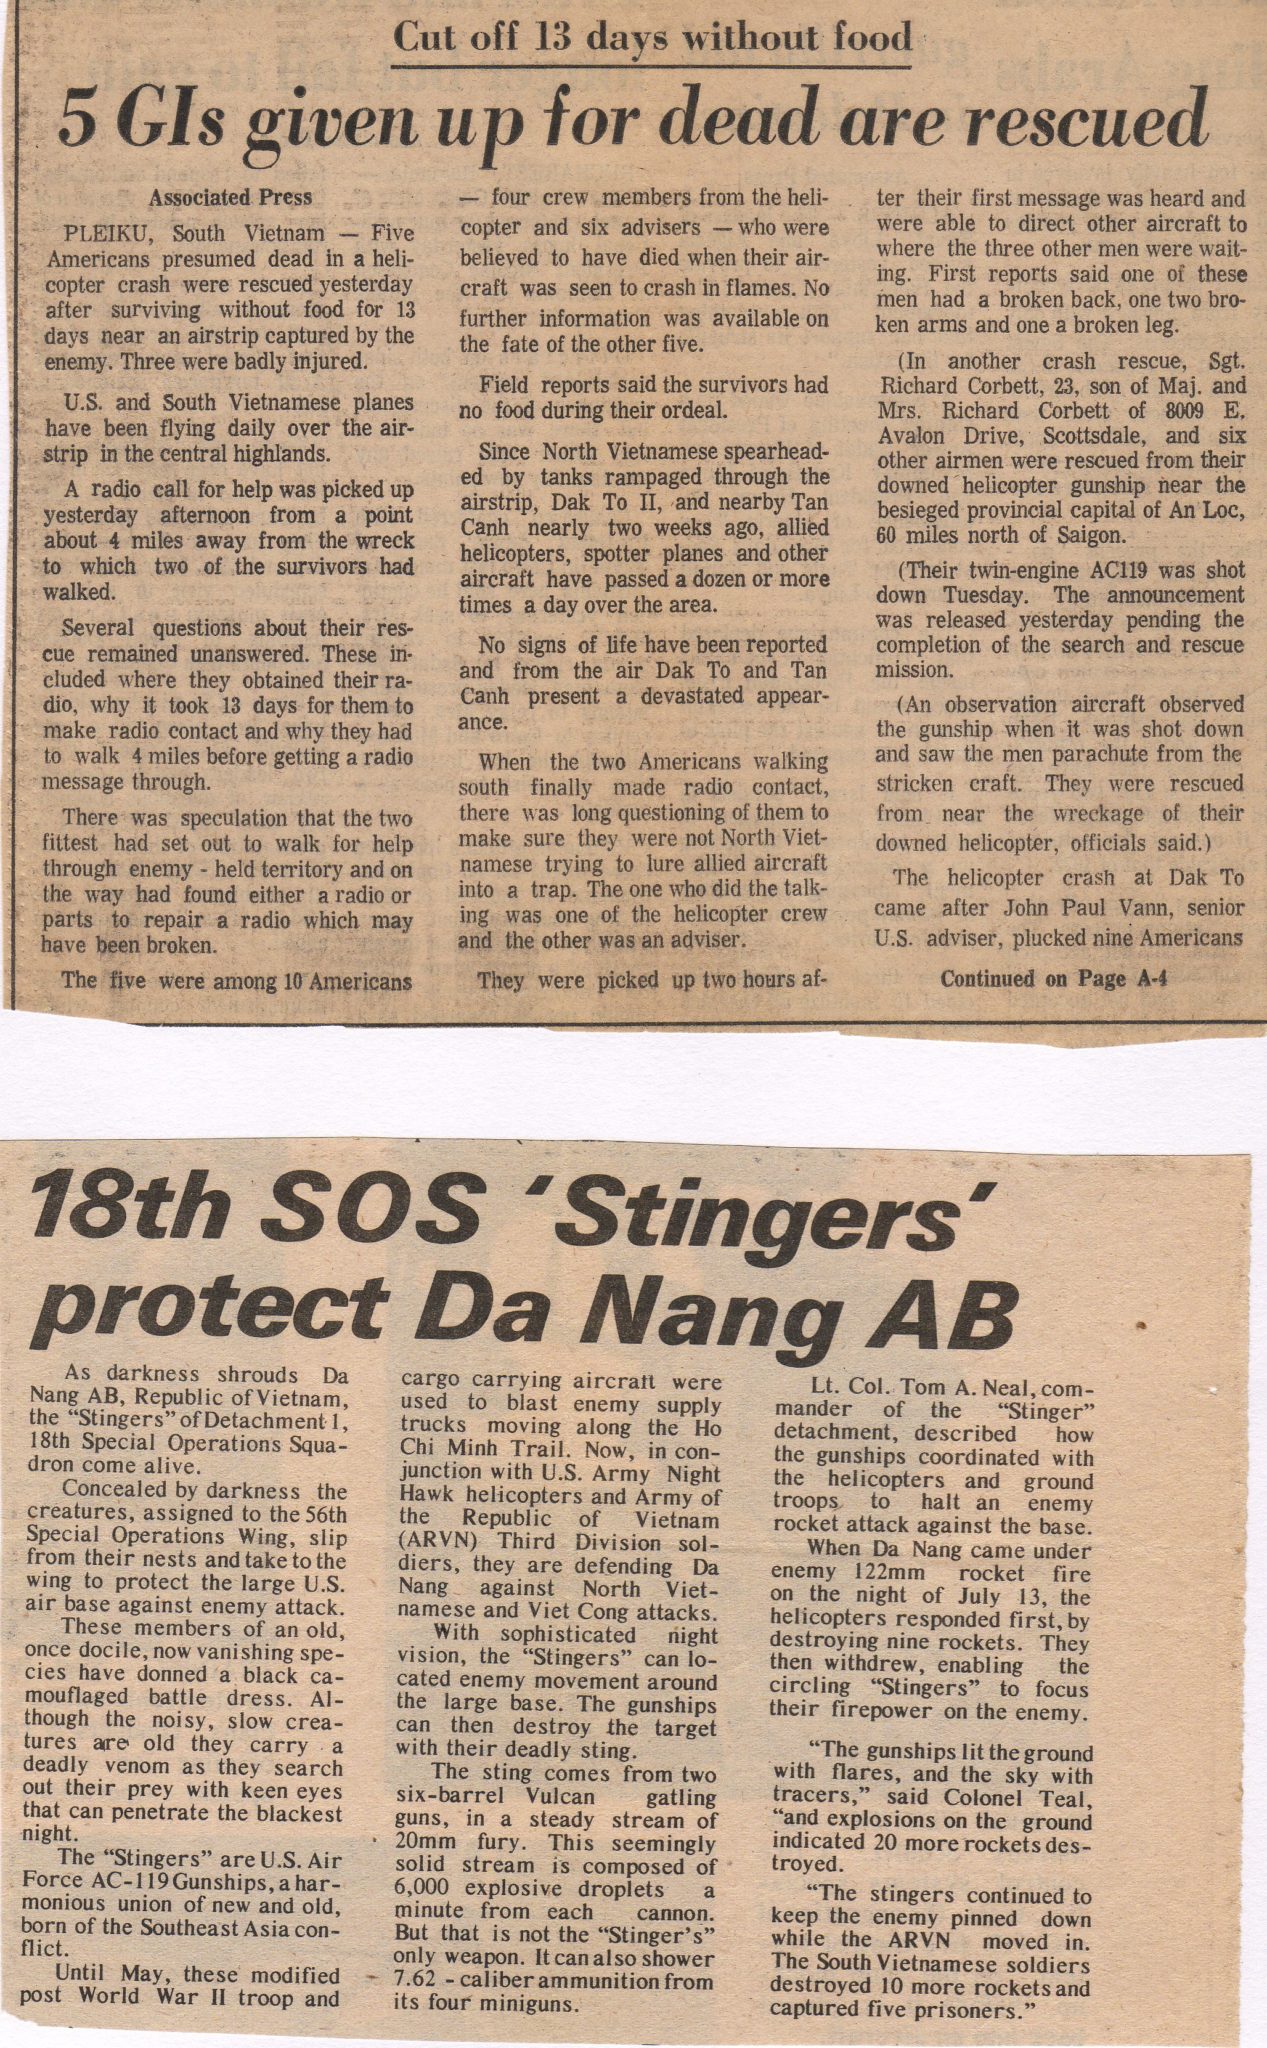 Cut off 13 days without food
5 GIs given up for dead are rescued
Associated Press
PLEIKU, South Vietnam — Five
Americans presumed dead in a heli-
copter crash were rescued yesterday
after surviving without food for 13
days near an airstrip captured by the
enemy. Three were badly injured.
U.S. and South Vietnamese planes
have been flying daily over the air-
strip in the central highlands.
A radio call for help was picked up
yesterday afternoon from a point
about 4 miles away from the wreck
to which two of the survivors had
walked.
Several questions about their res-
cue remained unanswered. These in-
cluded where they obtained their ra-
dio, why it took 13 days for them to
make radio contact and why they had
to walk 4 miles before getting a radio
message through.
There was speculation that the two
fittest had set out to walk for help
through enemy - held territory and on
the way had found either a radio or
parts to repair a radio which may
have been broken.
The five were among 10 Americans
— four crew members from the heli-
copter and six advisers — who were
believed to have died when their air-
craft was seen to crash in flames. No
further information was available on
the fate of the other five.
Field reports said the survivors had
no food during their ordeal.
Since North Vietnamese spearhead-
ed by tanks rampaged through the
airstrip, Dak To II, and nearby Tan
Canh nearly two weeks ago, allied
helicopters, spotter planes and other
aircraft have passed a dozen or more
times a day over the area.
No signs of life have been reported
and from the air Dak To and Tan
Canh present a devastated appear-
ance.
When the two Americans walking
south finally made radio contact,
there was long questioning of them to
make sure they were not North Viet-
namese trying to lure allied aircraft
into a trap. The one who did the talk-
ing was one of the helicopter crew
and the other was an adviser.
They were picked up two hours af-
ter their first message was heard and
were able to direct other aircraft to
where the three other men were wait-
ing. First reports said one of these
men had a broken back, one two bro-
ken arms and one a broken leg.
(In another crash rescue, Sgt.
Richard Corbett, 23, son of Maj. and
Mrs. Richard Corbett of 8009 E.
Avalon Drive, Scottsdale, and six
other airmen were rescued from their
downed helicopter gunship near the
besieged provincial capital of An Loc,
60 miles north of Saigon.
(Their twin-engine AC119 was shot
down Tuesday. The announcement
was released yesterday pending the
completion of the search and rescue
mission.
(An observation aircraft observed
the gunship when it was shot down
and saw the men parachute from the
stricken craft. They were rescued
from near the wreckage of their
downed helicopter, officials said.)
The helicopter crash at Dak To
came after John Paul Vann, senior
U.S. adviser, plucked nine Americans
Continued on Page A-4
18th SOS 'Stingers'
protect Da Nang AB
As darkness shrouds Da
Nang AB, Republic of Vietnam,
the "Stingers" of Detachment 1,
18th Special Operations Squa-
dron come alive.
Concealed by darkness the
creatures, assigned to the 56th
Special Operations Wing, slip
from their nests and take to the
wing to protect the large U.S.
air base against enemy attack.
These members of an old,
once docile, now vanishing spe-
cies have donned a black ca-
mouflaged battle dress. Al-
though the noisy, slow crea-
tures are old they carry a
deadly venom as they search
out their prey with keen eyes
that can penetrate the blackest
night.
The "Stingers" are U.S. Air
Force AC-119 Gunships, a har-
monious union of new and old,
born of the Southeast Asia con-
flict.
Until May, these modified
post World War II troop and
cargo carrying aircraft were
used to blast enemy supply
trucks moving along the Ho
Chi Minh Trail. Now, in con-
junction with U.S. Army Night
Hawk helicopters and Army of
the Republic of Vietnam
(ARVN) Third Division sol-
diers, they are defending Da
Nang against North Viet-
namese and Viet Cong attacks.
With sophisticated night
vision, the "Stingers" can lo-
cated enemy movement around
the large base. The gunships
can then destroy the target
with their deadly sting.
The sting comes from two
six-barrel Vulcan gatling
guns, in a steady stream of
20mm fury. This seemingly
solid stream is composed of
6,000 explosive droplets a
minute from each cannon.
But that is not the "Stinger's"
only weapon. It can also shower
7.62 - caliber ammunition from
its four miniguns.
Lt. Col. Tom A. Neal, com-
mander of the "Stinger"
detachment, described how
the gunships coordinated with
the helicopters and ground
troops to halt an enemy
rocket attack against the base.
When Da Nang came under
enemy 122mm rocket fire
on the night of July 13, the
helicopters responded first, by
destroying nine rockets. They
then withdrew, enabling the
circling "Stingers" to focus
their firepower on the enemy.
"The gunships lit the ground
with flares, and the sky with
tracers," said Colonel Teal,
"and explosions on the ground
indicated 20 more rockets des-
troyed.
"The stingers continued to
keep the enemy pinned down
while the ARVN moved in.
The South Vietnamese soldiers
destroyed 10 more rockets and
captured five prisoners."